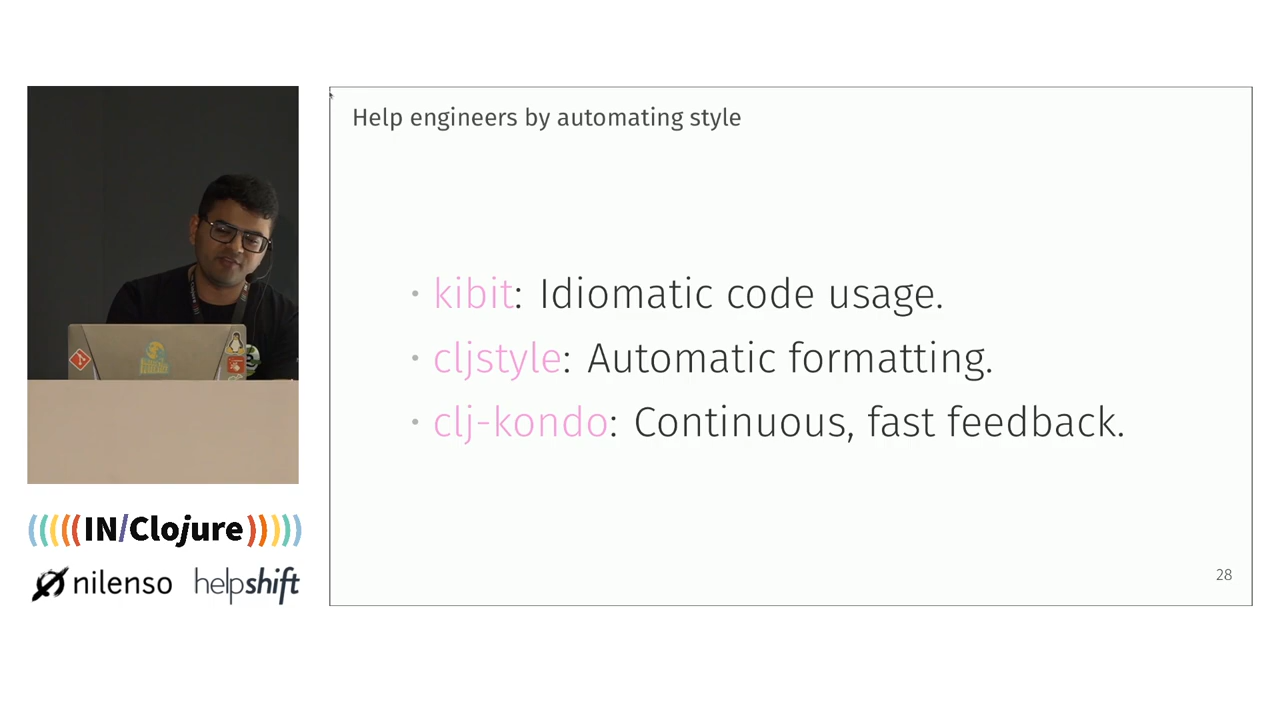 Help engineers by automating style
• kibit: Idiomatic code usage.
• cljstyle: Automatic formatting.
• clj-kondo: Continuous, fast feedback.
28
(((((IN/Clojure)))))
nilenso
helpshift